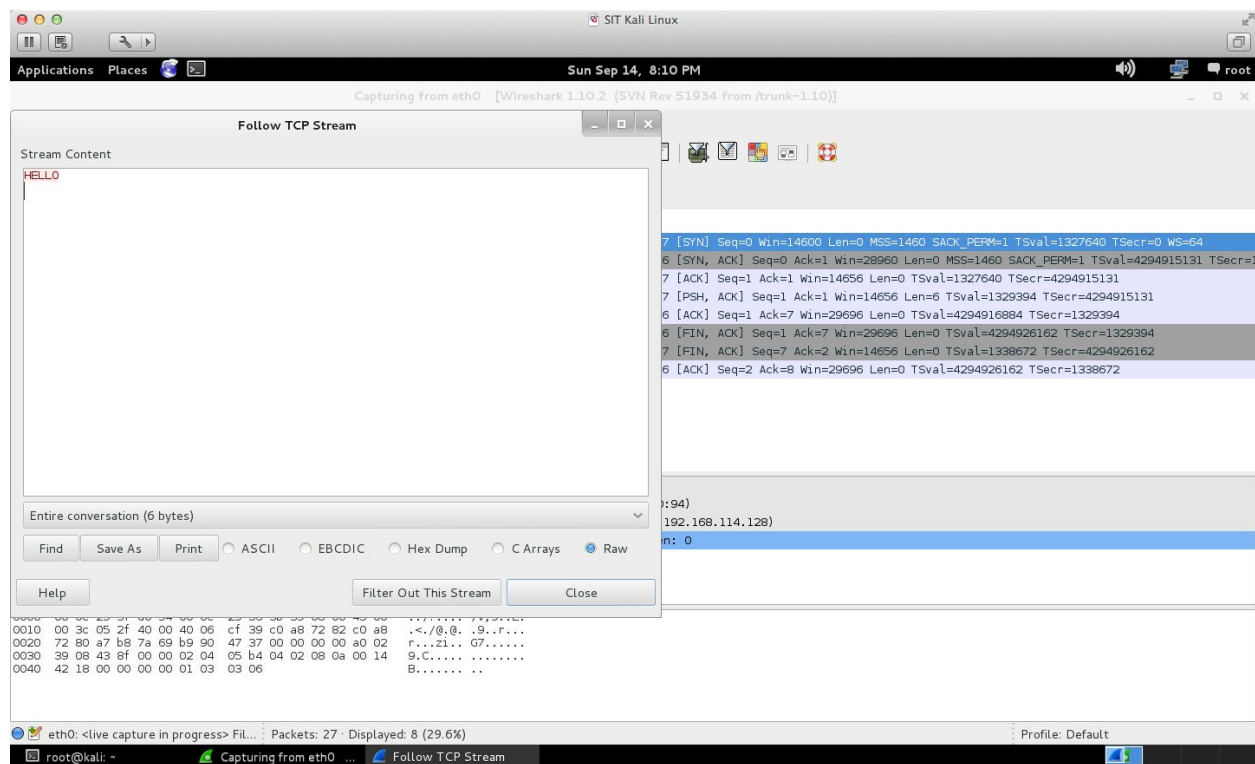 SIT Kali Linux
Applications Places Sun Sep 14, 8:10 PM root
Capturing from eth0 [Wireshark 1.10.2 (SVN Rev 51934 from /trunk-1.10)]
Follow TCP Stream
Stream Content
HELLO
7 [SYN] Seq=0 Win=14600 Len=0 MSS=1460 SACK_PERM=1 TSval=1327640 TSecr=0 WS=64
6 [SYN, ACK] Seq=0 Ack=1 Win=28960 Len=0 MSS=1460 SACK_PERM=1 TSval=4294915131 TSecr=1
7 [ACK] Seq=1 Ack=1 Win=14656 Len=0 TSval=1327640 TSecr=4294915131
7 [PSH, ACK] Seq=1 Ack=1 Win=14656 Len=6 TSval=1329394 TSecr=4294915131
6 [ACK] Seq=1 Ack=7 Win=29696 Len=0 TSval=4294916884 TSecr=1329394
6 [FIN, ACK] Seq=1 Ack=7 Win=29696 Len=0 TSval=4294926162 TSecr=1329394
7 [FIN, ACK] Seq=7 Ack=2 Win=14656 Len=0 TSval=1338672 TSecr=4294926162
6 [ACK] Seq=2 Ack=8 Win=29696 Len=0 TSval=4294926162 TSecr=1338672
Entire conversation (6 bytes)
:94)
192.168.114.128)
en: 0
Find Save As Print ASCII EBCDIC Hex Dump C Arrays Raw
Help Filter Out This Stream Close
0010 00 3c 05 2f 40 00 40 06 cf 39 c0 a8 72 82 c0 a8 .<./@.@. .9..r...
0020 72 80 a7 b8 7a 69 b9 90 47 37 00 00 00 00 a0 02 r...zi.. G7......
0030 39 08 43 8f 00 00 02 04 05 b4 04 02 08 0a 00 14 9.C..... ........
0040 42 18 00 00 00 00 01 03 03 06 B....... ..
eth0: <live capture in progress> Fil... Packets: 27 · Displayed: 8 (29.6%) Profile: Default
root@kali: ~ Capturing from eth0 ... Follow TCP Stream